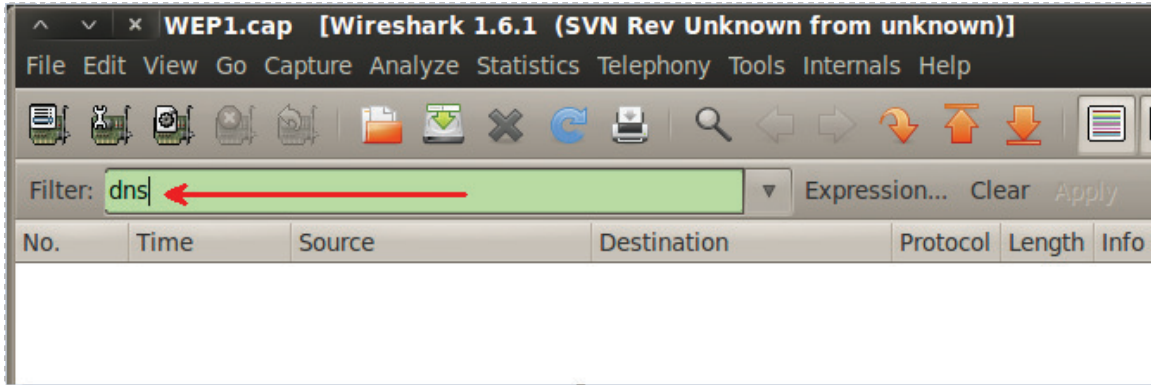 WEP1.cap [Wireshark 1.6.1 (SVN Rev Unknown from unknown)]
File Edit View Go Capture Analyze Statistics Telephony Tools Internals Help
Filter: dns Expression... Clear Apply
No. Time Source Destination Protocol Length Info